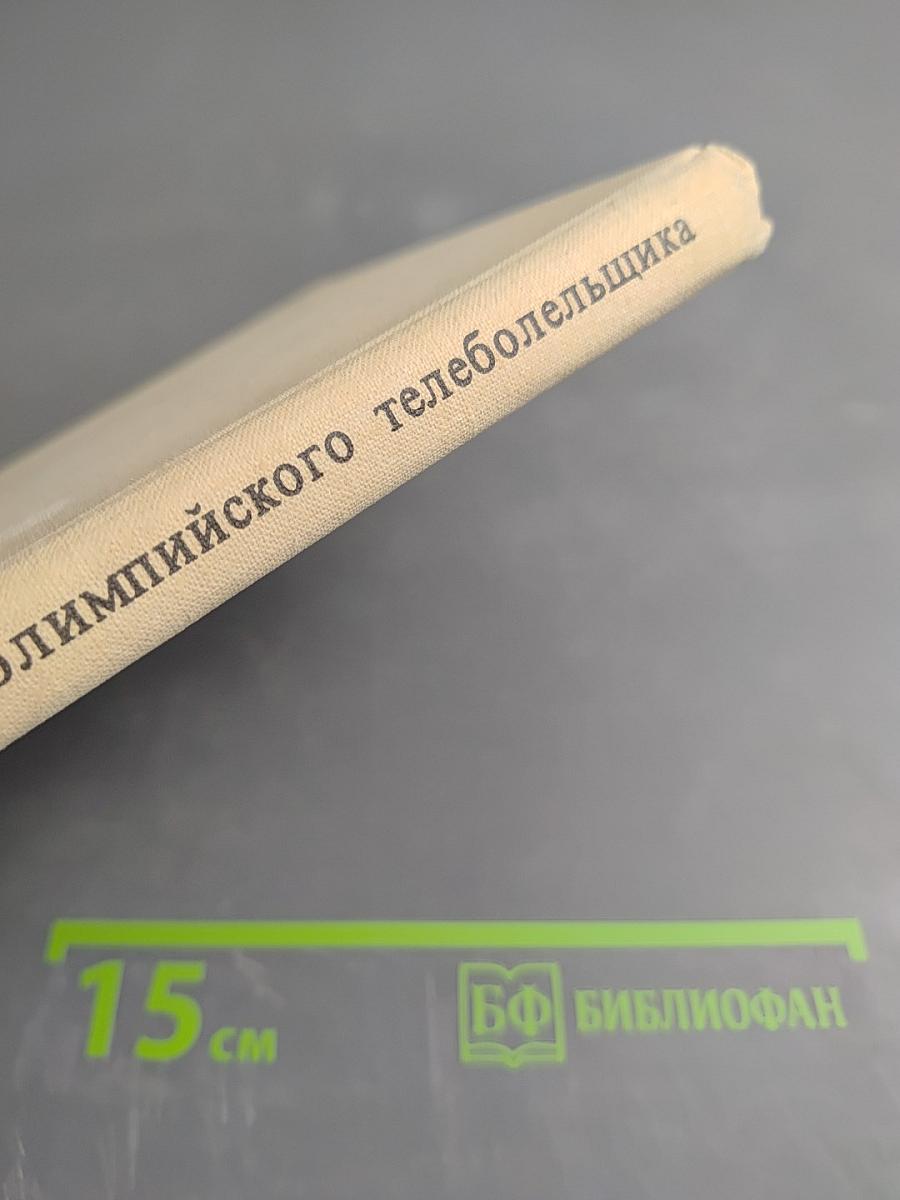 олимпийского телеболельщика
15 см
БФ БИБЛИОФАН